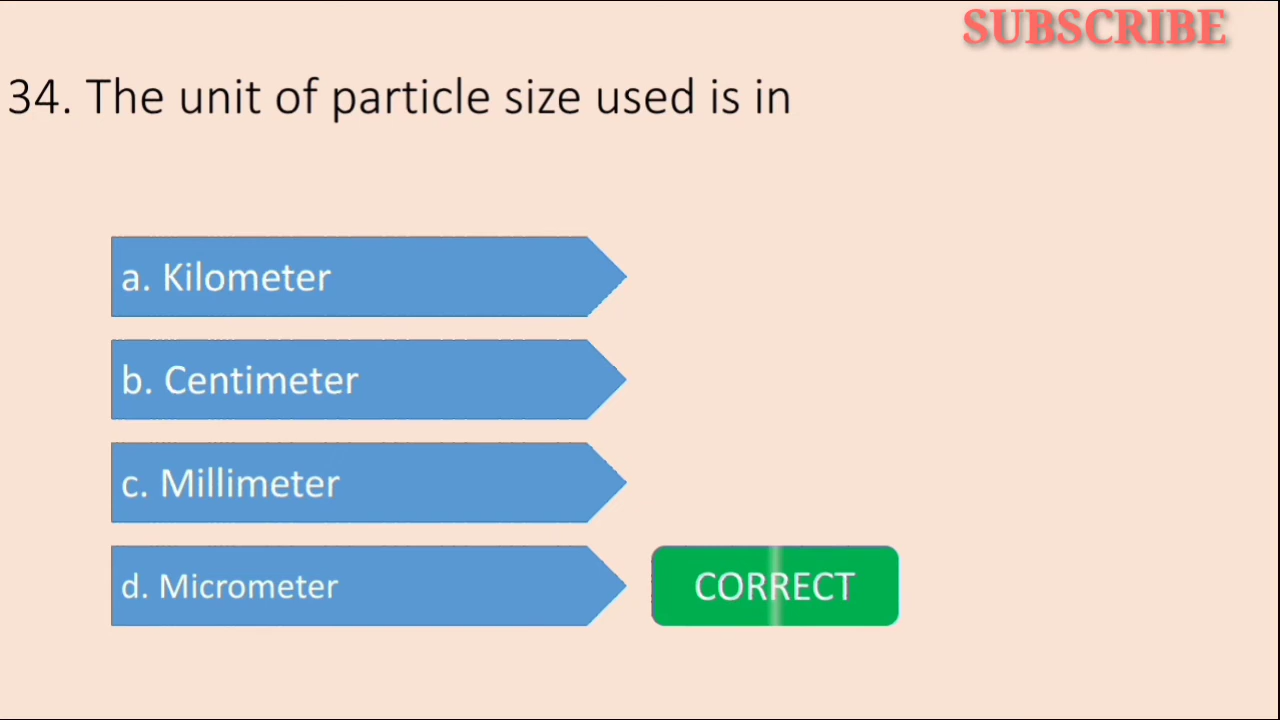 SUBSCRIBE
34. The unit of particle size used is in
a. Kilometer
b. Centimeter
c. Millimeter
d. Micrometer
CORRECT